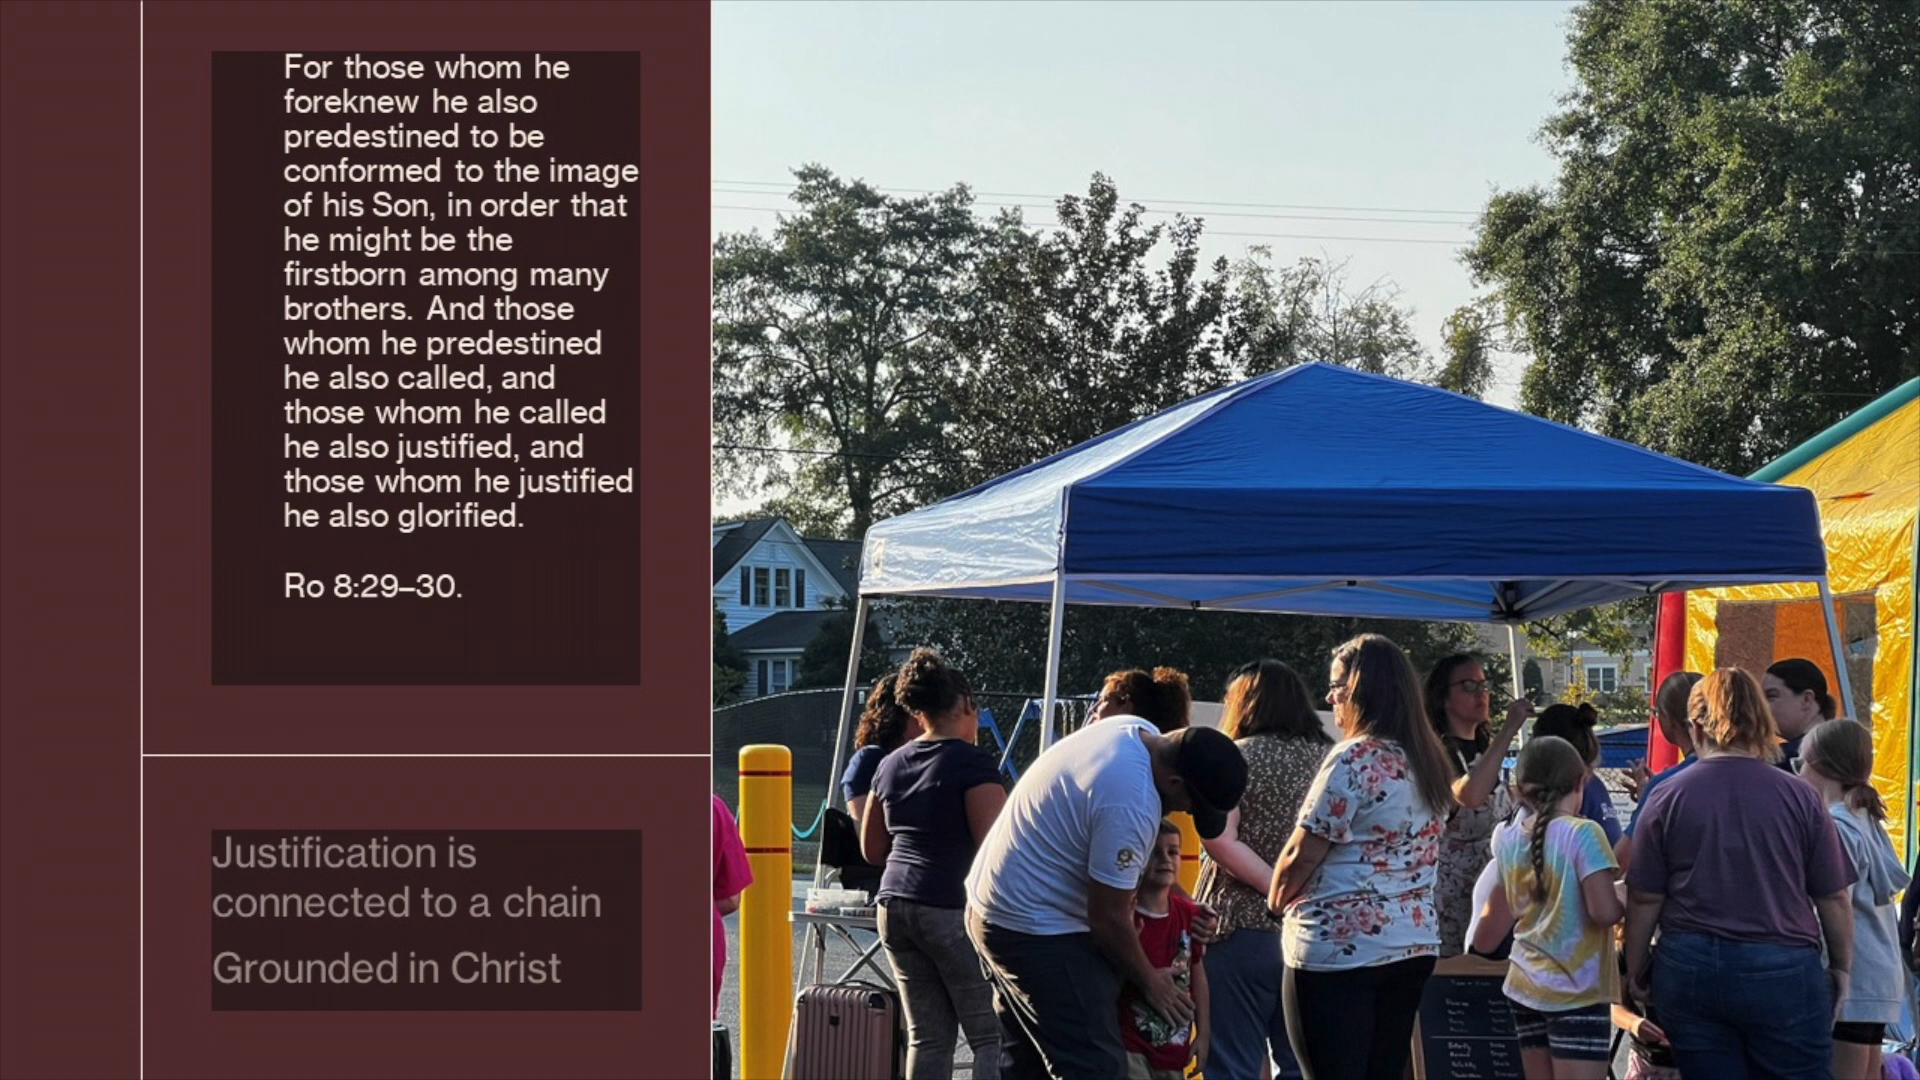 For those whom he
foreknew he also
predestined to be
conformed to the image
of his Son, in order that
he might be the
firstborn among many
brothers. And those
whom he predestined
he also called, and
those whom he called
he also justified, and
those whom he justified
he also glorified.
Ro 8:29–30.
Justification is
connected to a chain
Grounded in Christ